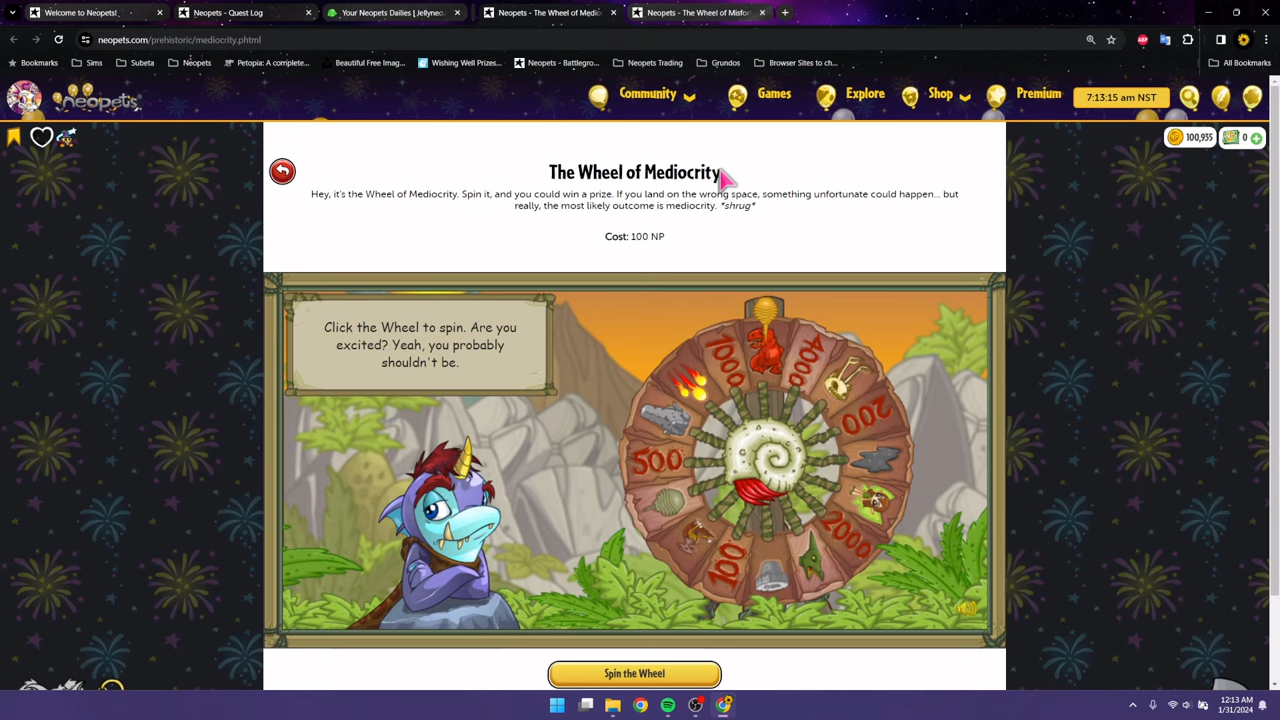 Welcome to Neopets!
Neopets - Quest Log
Your Neopets Dailies | Jellyneo.
Neopets - The Wheel of Medioc
Neopets - The Wheel of Misfor
neopets.com/prehistoric/mediocrity.phtml
ABP
Bookmarks
Sims
Subeta
Neopets
Petopia: A complete...
Beautiful Free Imag...
Wishing Well Prizes...
Neopets - Battlegro...
Neopets Trading
Grundos
Browser Sites to ch...
All Bookmarks
neopets
Community
Games
Explore
Shop
Premium
7:13:15 am NST
100,935
0
The Wheel of Mediocrity
Hey, it's the Wheel of Mediocrity. Spin it, and you could win a prize. If you land on the wrong space, something unfortunate could happen... but
really, the most likely outcome is mediocrity. *shrug*
Cost: 100 NP
Click the Wheel to spin. Are you
excited? Yeah, you probably
shouldn't be.
1000
4000
200
500
2000
100
Spin the Wheel
12:13 AM
1/31/2024